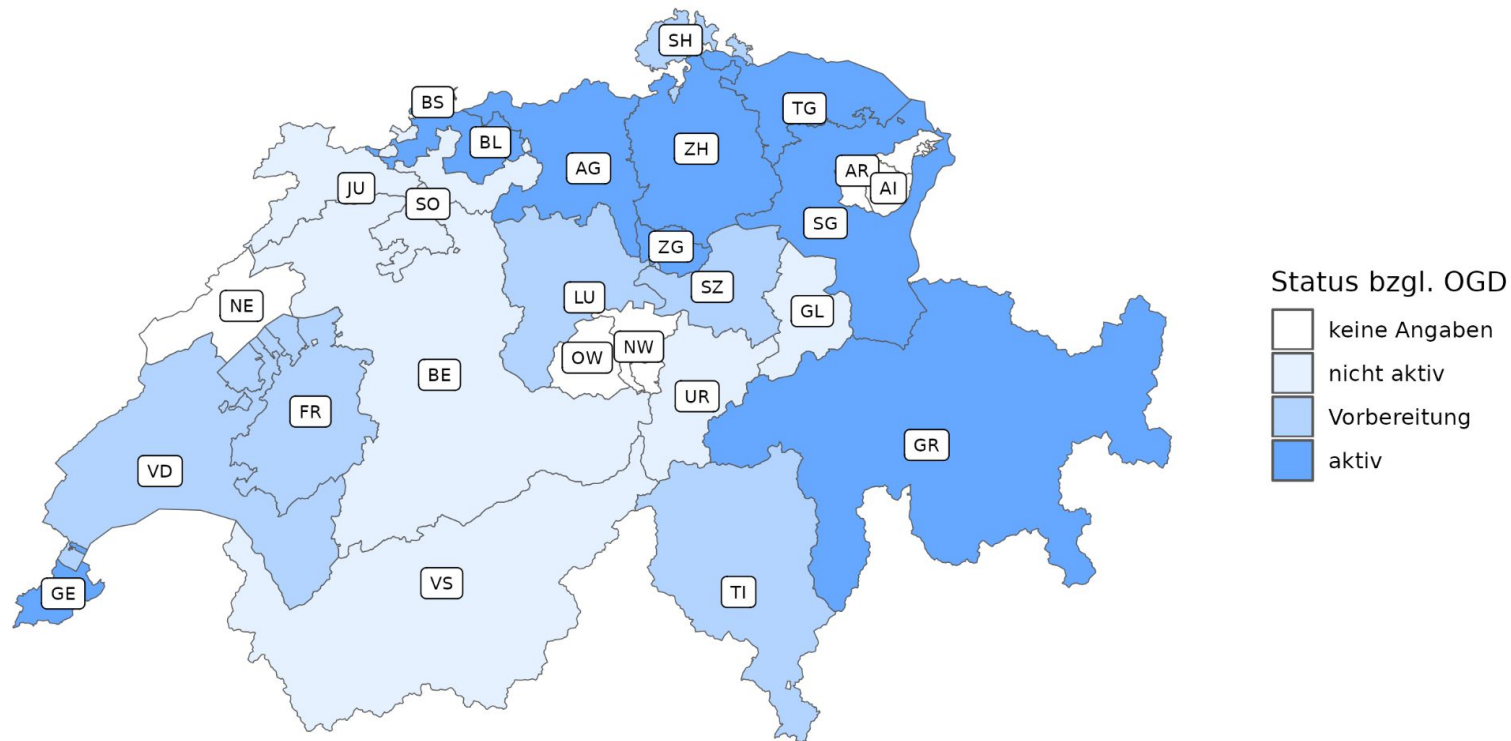 SH
BS
TG
BL
ZH
AG
AR
AI
JU
SO
SG
ZG
SZ
LU
NE
GL
NW
OW
BE
UR
FR
GR
VD
VS
TI
GE
Status bzgl. OGD
keine Angaben
nicht aktiv
Vorbereitung
aktiv